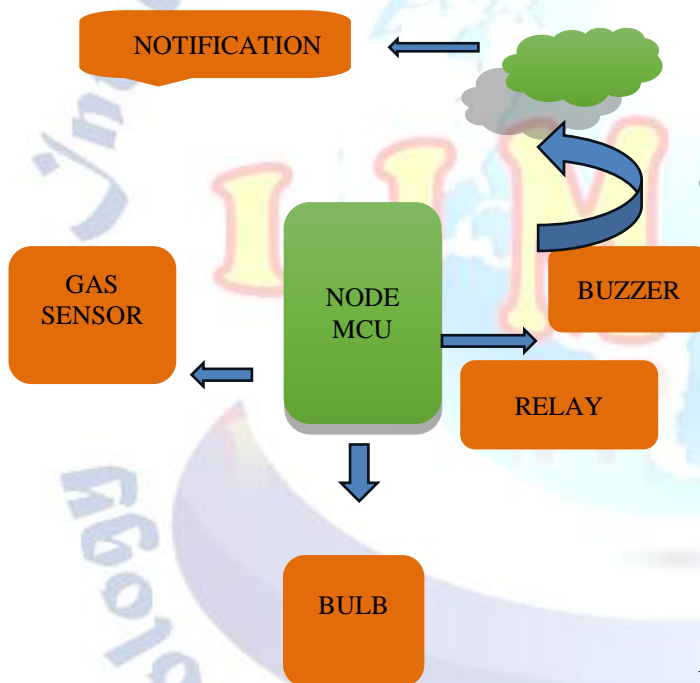 NOTIFICATION
GAS
SENSOR
NODE
MCU
BUZZER
RELAY
BULB